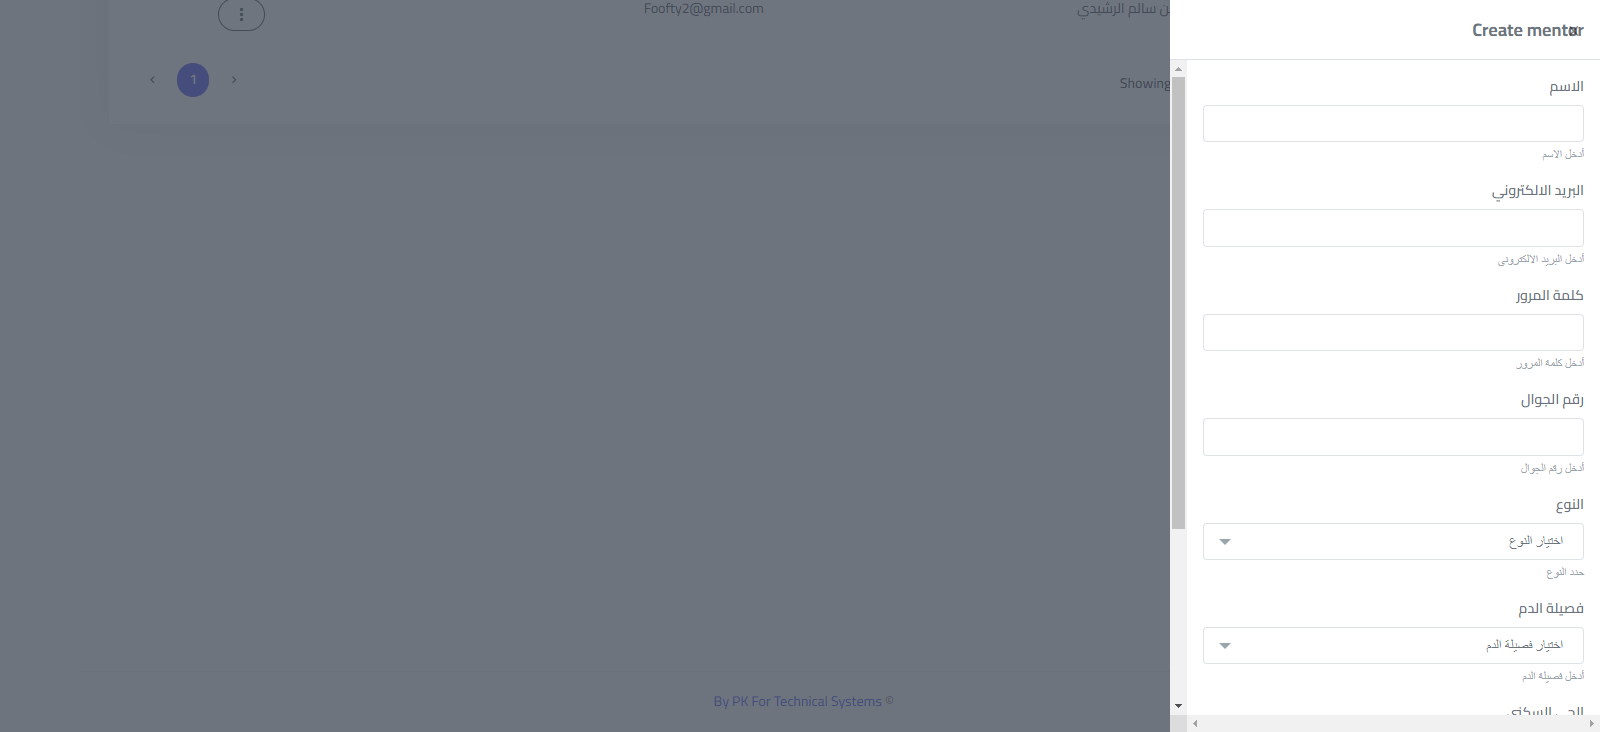 Create mentor
x
الاسم
أدخل الاسم
البريد الالكتروني
أدخل البريد الالكتروني
كلمة المرور
أدخل كلمة المرور
رقم الجوال
أدخل رقم الجوال
النوع
اختيار النوع
حدد النوع
فصيلة الدم
اختيار فصيلة الدم
أدخل فصيلة الدم
الحي السكني
سالم الرشيدي
Foofty2@gmail.com
Showing
‹ 1 ›
By PK For Technical Systems ©